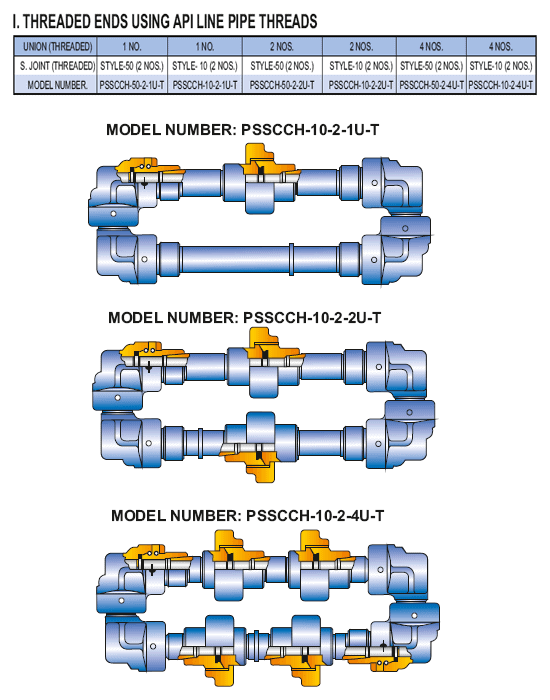 I. THREADED ENDS USING API LINE PIPE THREADS
UNION (THREADED) 1 NO. 1 NO. 2 NOS. 2 NOS. 4 NOS. 4 NOS.
S. JOINT (THREADED) STYLE-50 (2 NOS.) STYLE- 10 (2 NOS.) STYLE-50 (2 NOS.) STYLE-10 (2 NOS.) STYLE-50 (2 NOS.) STYLE-10 (2 NOS.)
MODEL NUMBER. PSSCCH-50-2-1U-T PSSCCH-10-2-1U-T PSSCCH-50-2-2U-T PSSCCH-10-2-2U-T PSSCCH-50-2-4U-T PSSCCH-10-2-4U-T
MODEL NUMBER: PSSCCH-10-2-1U-T
MODEL NUMBER: PSSCCH-10-2-2U-T
MODEL NUMBER: PSSCCH-10-2-4U-T